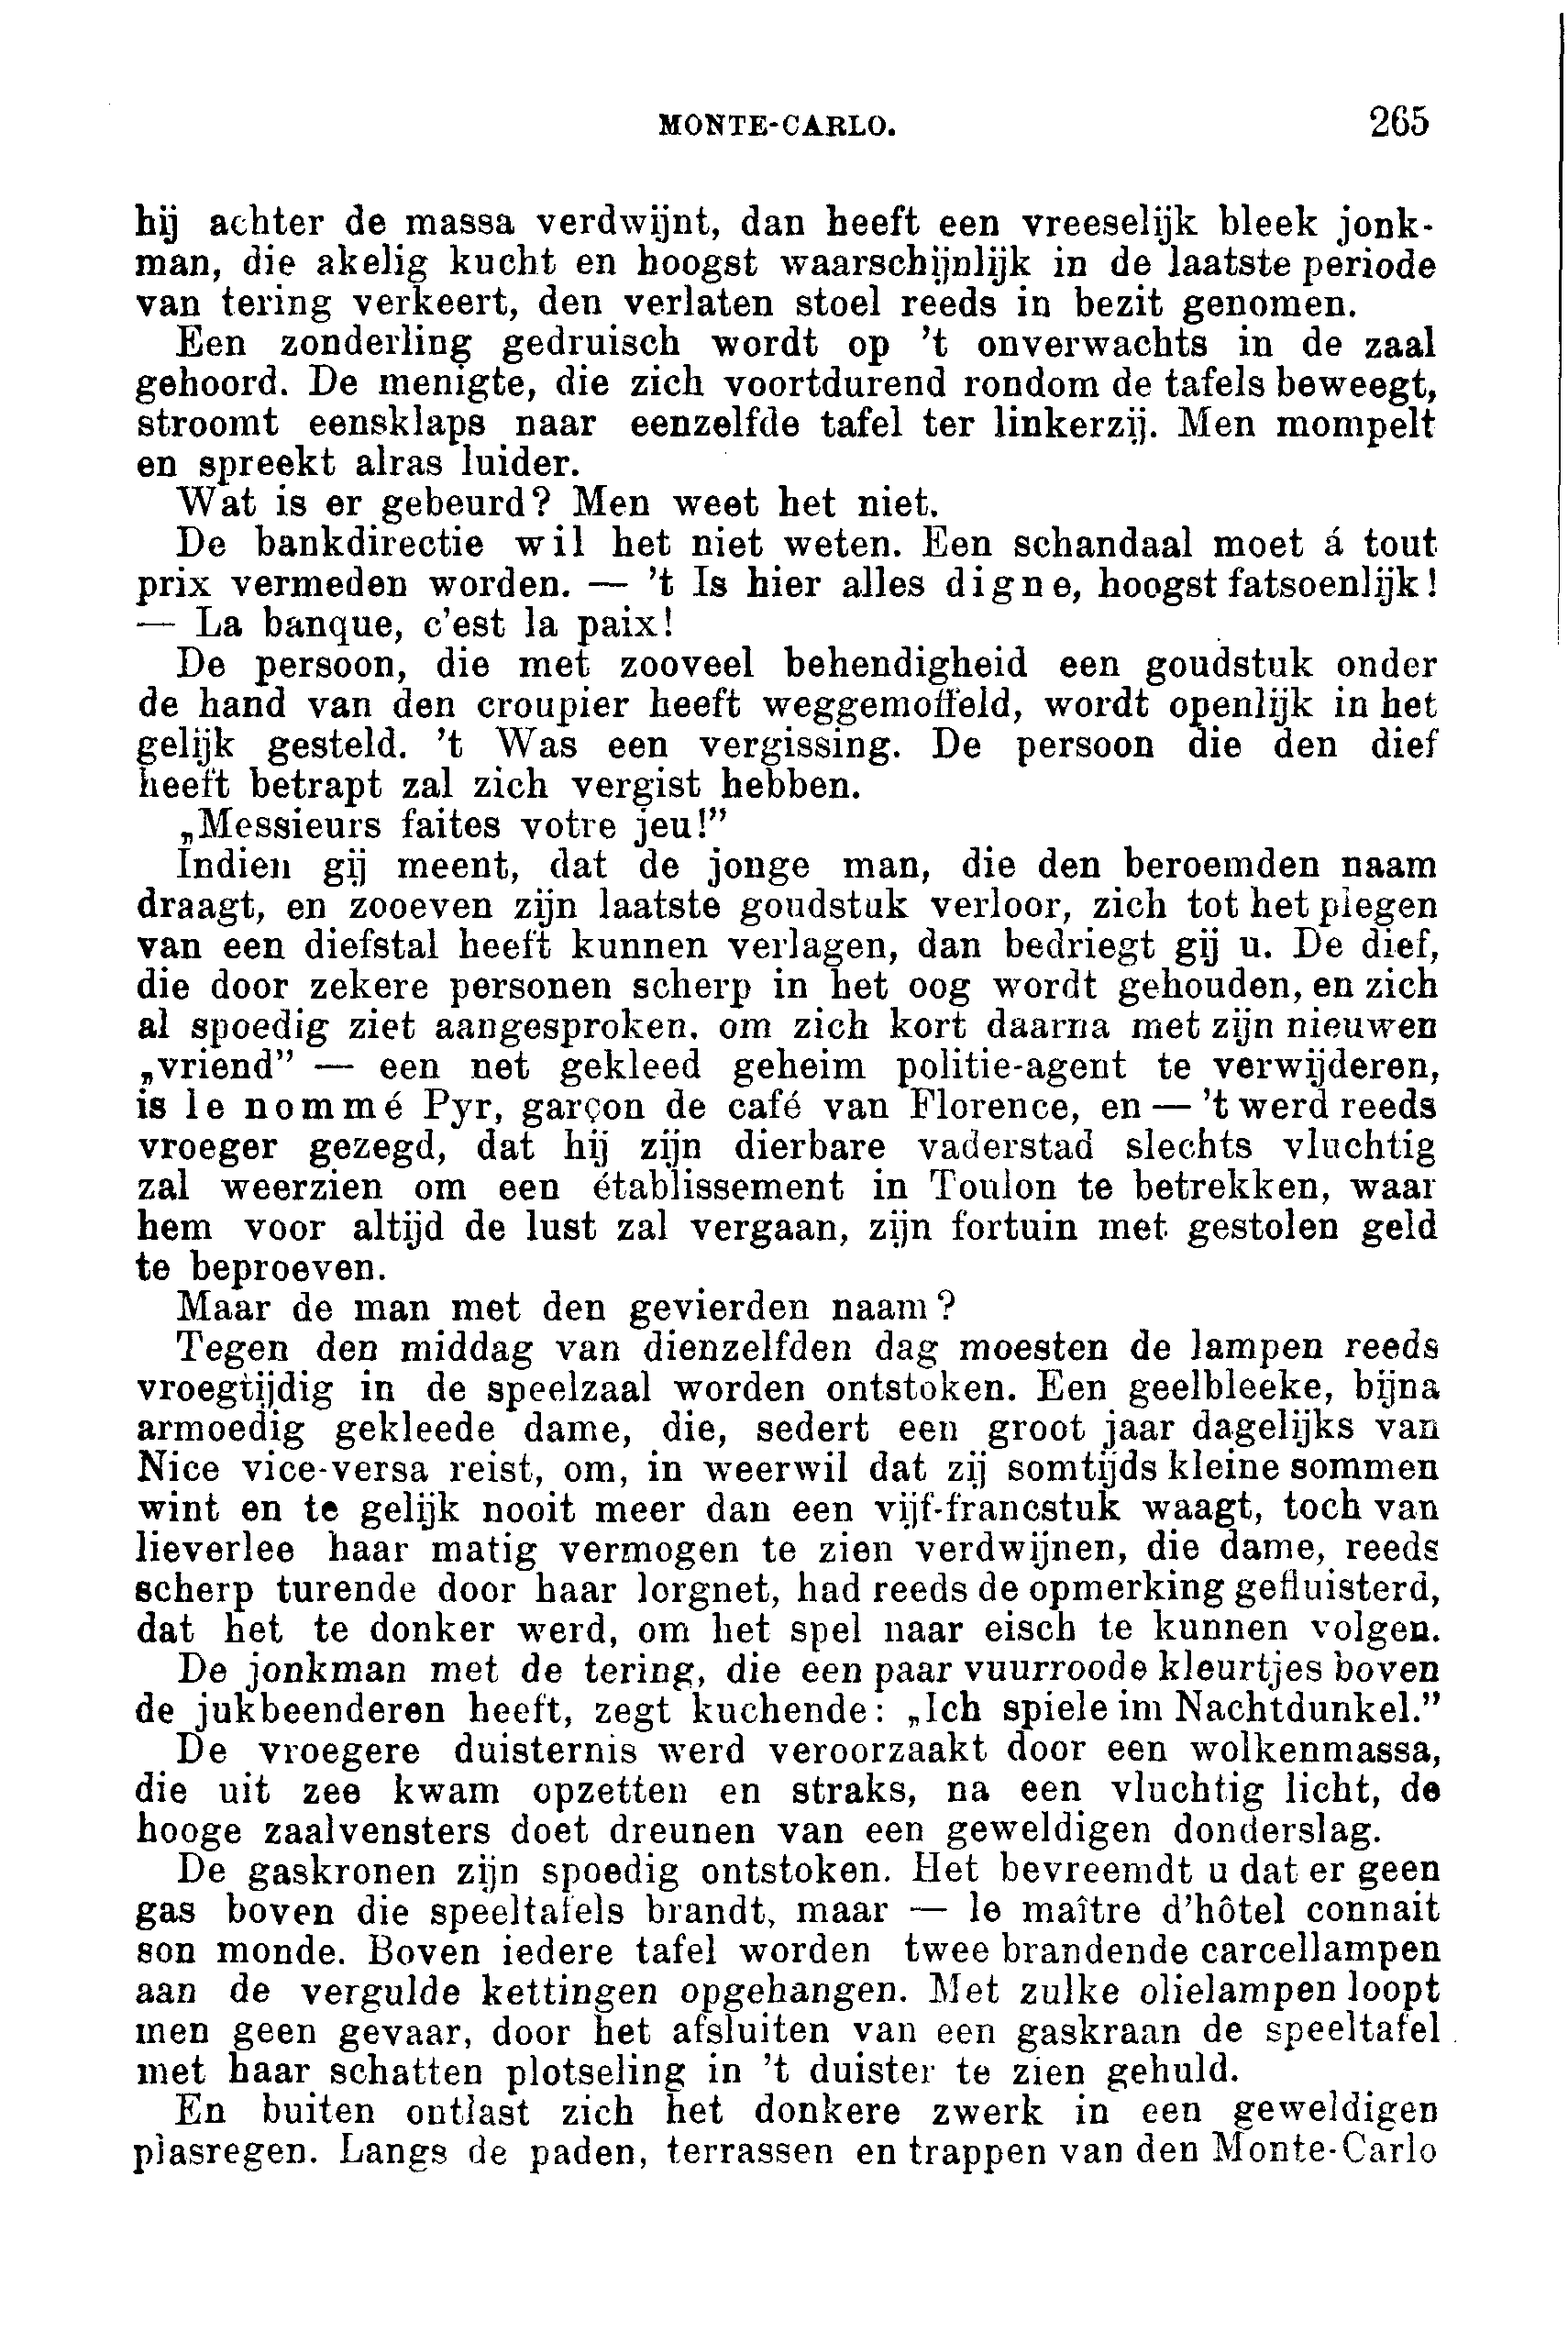 MONTE-CARLO. 265
hij achter de massa verdwijnt, dan heeft een vreeselijk bleek jonk-
man, die akelig kucht en hoogst waarschijnlijk in de laatste periode
van tering verkeert, den verlaten stoel reeds in bezit genomen.
Een zonderling gedruisch wordt op 't onverwachts in de zaal
gehoord. De menigte, die zich voortdurend rondom de tafels beweegt,
stroomt eensklaps naar eenzelfde tafel ter linkerzij. Men mompelt
en spreekt alras luider.
Wat is er gebeurd? Men weet het niet.
De bankdirectie wil het niet weten. Een schandaal moet á tout
prix vermeden worden. — 't Is hier alles digne, hoogst fatsoenlijk!
— La banque, c'est la paix!
De persoon, die met zooveel behendigheid een goudstuk onder
de hand van den croupier heeft weggemoffeld, wordt openlijk in het
gelijk gesteld. 't Was een vergissing. De persoon die den dief
heeft betrapt zal zich vergist hebben.
„Messieurs faites votre jeu!”
Indien gij meent, dat de jonge man, die den beroemden naam
draagt, en zooeven zijn laatste goudstuk verloor, zich tot het plegen
van een diefstal heeft kunnen verlagen, dan bedriegt gij u. De dief,
die door zekere personen scherp in het oog wordt gehouden, en zich
al spoedig ziet aangesproken. om zich kort daarna met zijn nieuwen
„vriend” — een net gekleed geheim politie-agent te verwijderen,
is le nommé Pyr, garçon de café van Florence, en — 't werd reeds
vroeger gezegd, dat hij zijn dierbare vaderstad slechts vluchtig
zal weerzien om een établissement in Toulon te betrekken, waar
hem voor altijd de lust zal vergaan, zijn fortuin met gestolen geld
te beproeven.
Maar de man met den gevierden naam?
Tegen den middag van dienzelfden dag moesten de lampen reeds
vroegtijdig in de speelzaal worden ontstoken. Een geelbleeke, bijna
armoedig gekleede dame, die, sedert een groot jaar dagelijks van
Nice vice-versa reist, om, in weerwil dat zij somtijds kleine sommen
wint en te gelijk nooit meer dan een vijf-francstuk waagt, toch van
lieverlee haar matig vermogen te zien verdwijnen, die dame, reeds
scherp turende door haar lorgnet, had reeds de opmerking gefluisterd,
dat het te donker werd, om het spel naar eisch te kunnen volgen.
De jonkman met de tering, die een paar vuurroode kleurtjes boven
de jukbeenderen heeft, zegt kuchende: „Ich spiele im Nachtdunkel.”
De vroegere duisternis werd veroorzaakt door een wolkenmassa,
die uit zee kwam opzetten en straks, na een vluchtig licht, de
hooge zaalvensters doet dreunen van een geweldigen donderslag.
De gaskronen zijn spoedig ontstoken. Het bevreemdt u dat er geen
gas boven die speeltafels brandt, maar — le maître d'hôtel connait
son monde. Boven iedere tafel worden twee brandende carcellampen
aan de vergulde kettingen opgehangen. Met zulke olielampen loopt
men geen gevaar, door het afsluiten van een gaskraan de speeltafel
met haar schatten plotseling in 't duister te zien gehuld.
En buiten ontlast zich het donkere zwerk in een geweldigen
plasregen. Langs de paden, terrassen en trappen van den Monte-Carlo